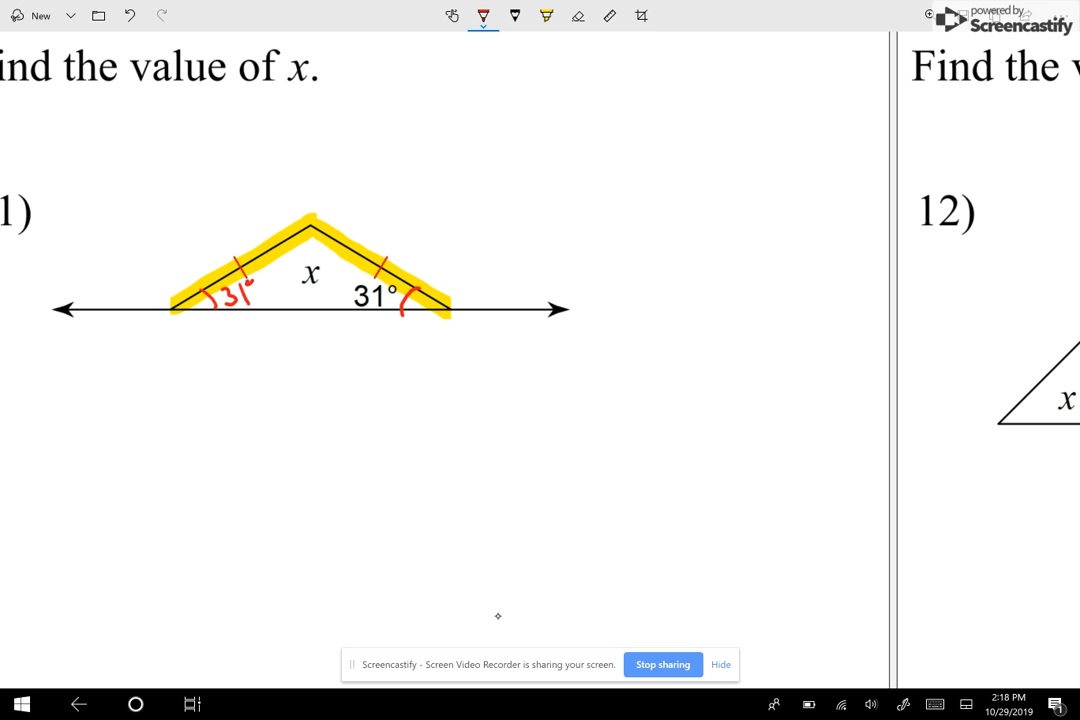 New
powered by
Screencastify
ind the value of x.
Find the
1)
12)
x
31°
31°
x
Screencastify - Screen Video Recorder is sharing your screen.
Stop sharing
Hide
2:18 PM
10/29/2019
1